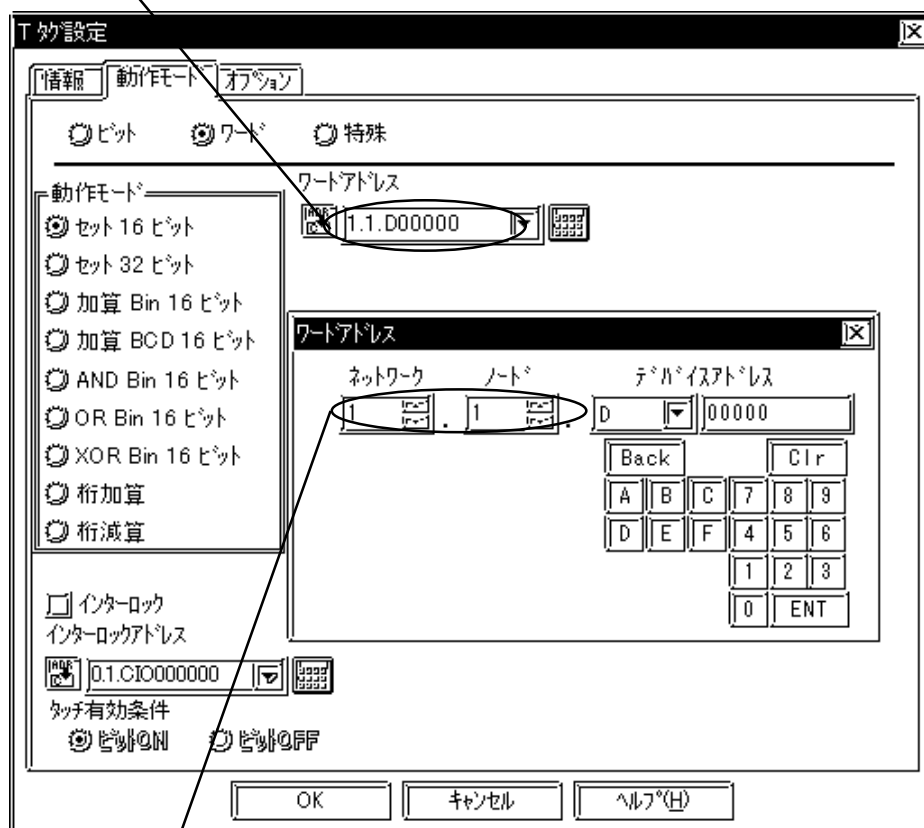 T ﾀｸﾞ設定
情報 動作ﾓｰﾄﾞ ｵﾌﾟｼｮﾝ
ﾋﾞｯﾄ ﾜｰﾄﾞ 特殊
動作ﾓｰﾄﾞ
ｾｯﾄ 16 ﾋﾞｯﾄ
ｾｯﾄ 32 ﾋﾞｯﾄ
加算 Bin 16 ﾋﾞｯﾄ
加算 BCD 16 ﾋﾞｯﾄ
AND Bin 16 ﾋﾞｯﾄ
OR Bin 16 ﾋﾞｯﾄ
XOR Bin 16 ﾋﾞｯﾄ
桁加算
桁減算
ﾜｰﾄﾞｱﾄﾞﾚｽ
1.1.D00000
ﾜｰﾄﾞｱﾄﾞﾚｽ
ﾈｯﾄﾜｰｸ ﾉｰﾄﾞ ﾃﾞﾊﾞｲｽｱﾄﾞﾚｽ
1 . 1 . D 00000
Back Clr
A B C 7 8 9
D E F 4 5 6
1 2 3
0 ENT
ｲﾝﾀｰﾛｯｸ
ｲﾝﾀｰﾛｯｸｱﾄﾞﾚｽ
0.1.CIO000000
ﾀｯﾁ有効条件
ﾋﾞｯﾄON ﾋﾞｯﾄOFF
OK ｷｬﾝｾﾙ ﾍﾙﾌﾟ(H)